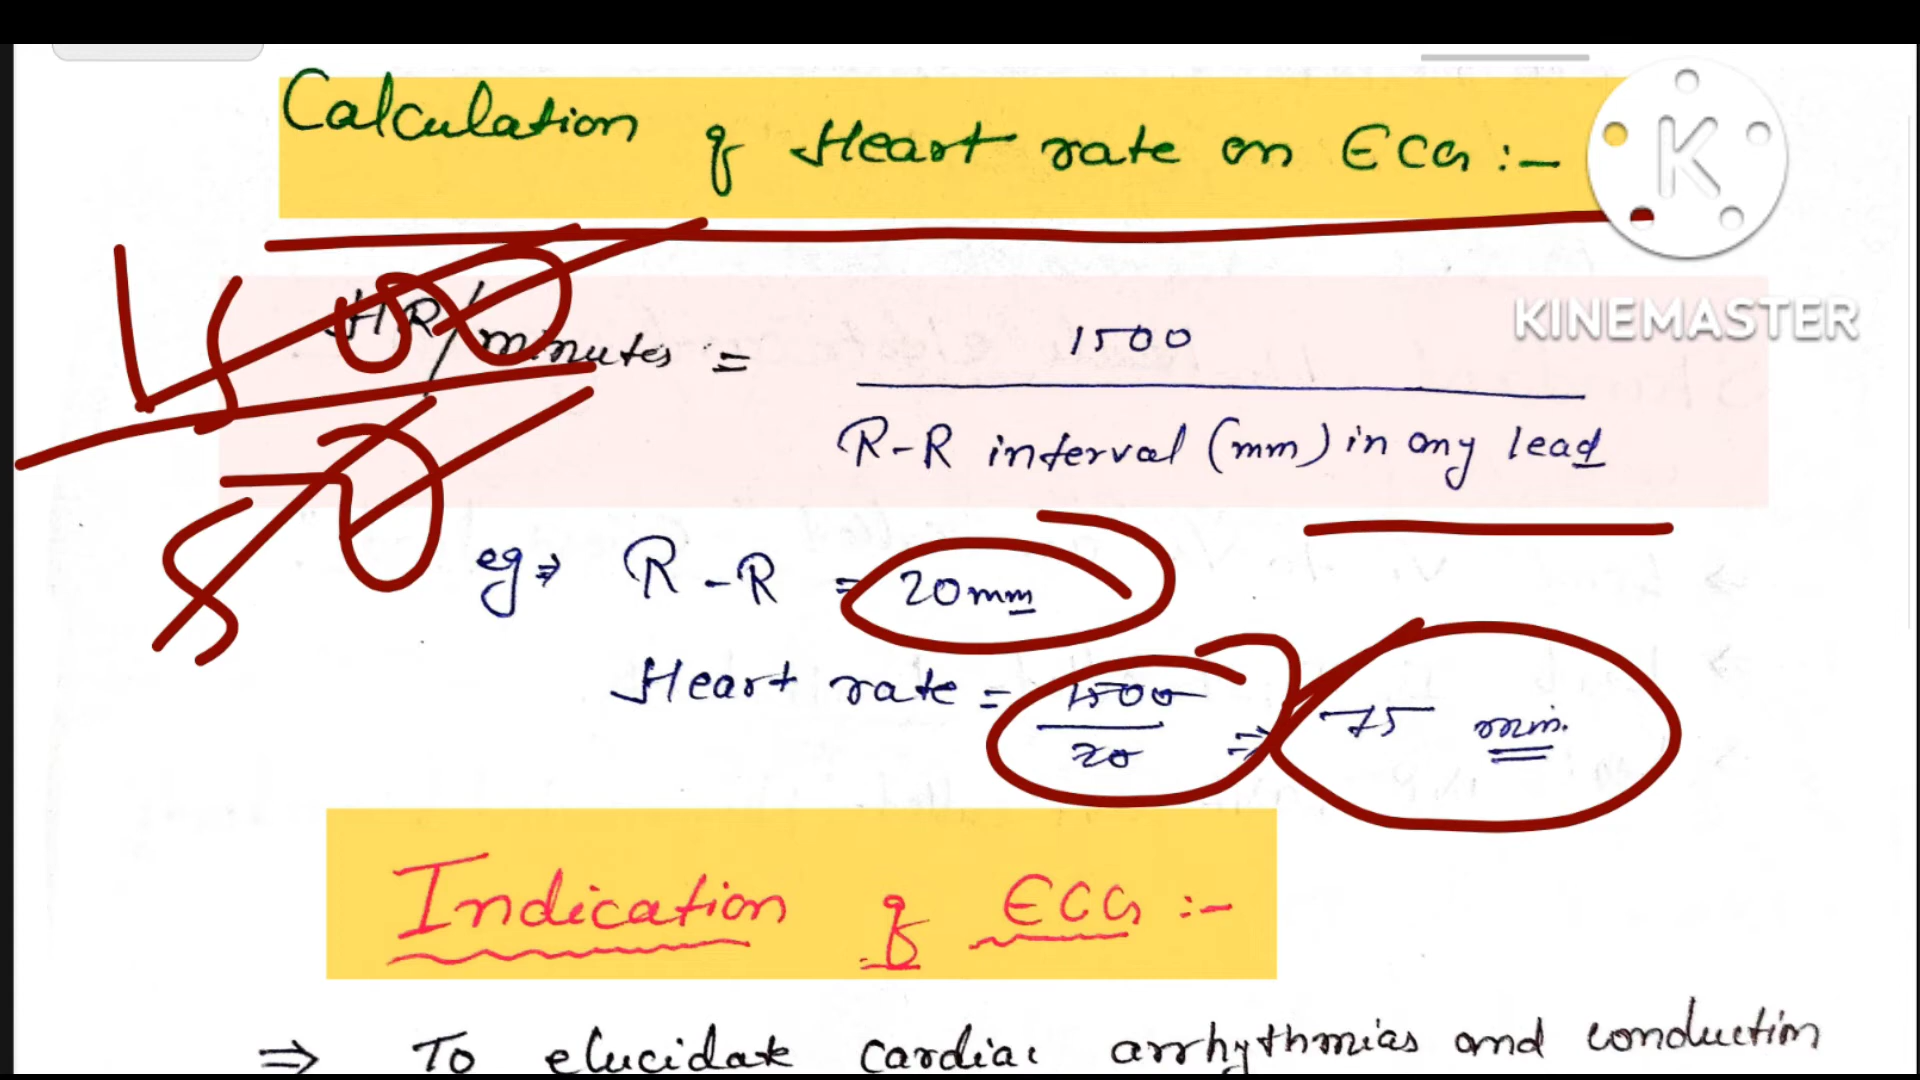 Calculation of Heart rate on ECG :-
K
KINEMASTER
HR/minutes = 1500
R-R interval (mm) in any lead
eg ⇒ R-R = 20mm
Heart rate = 1500
20 ⇒ 75 min.
Indication of ECG :-
⇒ To elucidate cardiac arrhythmias and conduction